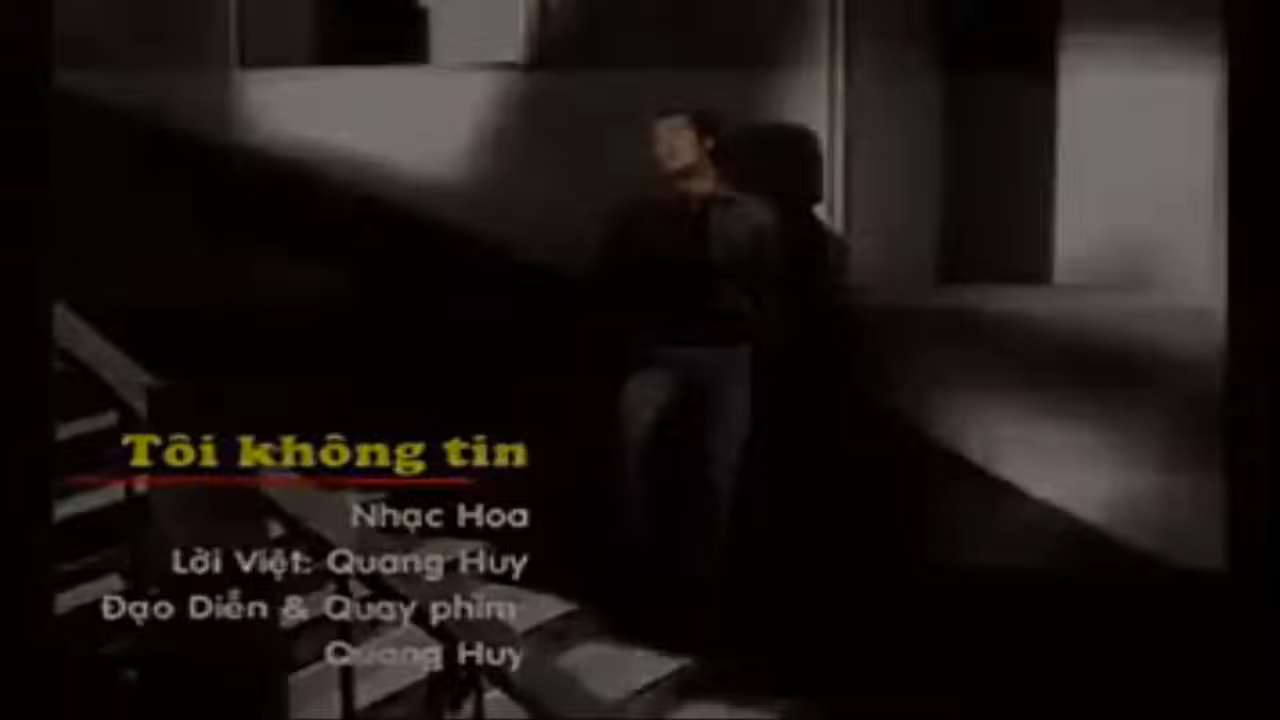 Tôi không tin
Nhạc Hoa
Lời Việt: Quang Huy
Đạo Diễn & Quay phim
Quang Huy